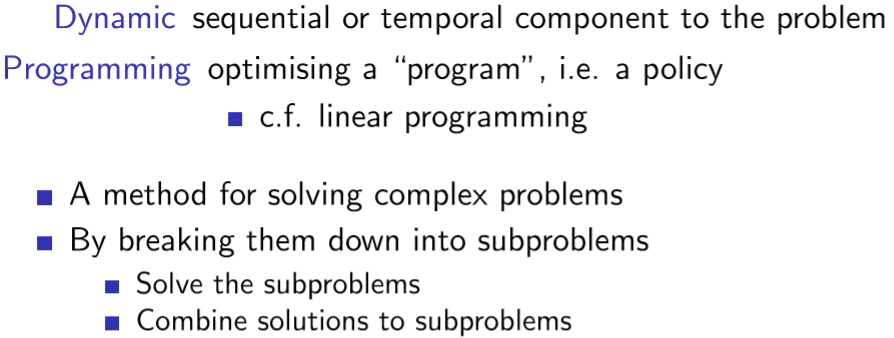 Dynamic sequential or temporal component to the problem
Programming optimising a “program”, i.e. a policy
c.f. linear programming
A method for solving complex problems
By breaking them down into subproblems
Solve the subproblems
Combine solutions to subproblems